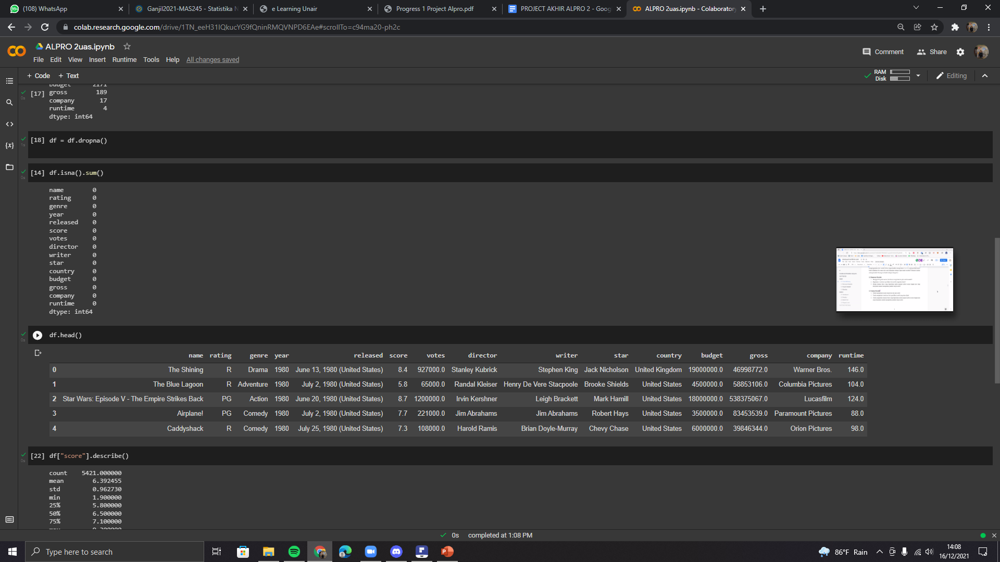 (108) WhatsApp
Ganjil2021-MAS245 - Statistika N
e Learning Unair
Progress 1 Project Alpro.pdf
PROJECT AKHIR ALPRO 2 - Goog
ALPRO 2uas.ipynb - Colaboratory
colab.research.google.com/drive/1TN_eeH31IQkucYG9fQninRMQVNPD6EAe#scrollTo=c94ma20-ph2c
ALPRO 2uas.ipynb
Comment Share
File Edit View Insert Runtime Tools Help All changes saved
+ Code + Text
RAM
Disk
Editing
budget 2171
[17] gross 189
company 17
runtime 4
dtype: int64
[18] df = df.dropna()
1s
[14] df.isna().sum()
0s
name 0
rating 0
genre 0
year 0
released 0
score 0
votes 0
director 0
writer 0
star 0
country 0
budget 0
gross 0
company 0
runtime 0
dtype: int64
df.head()
0s
name rating genre year released score votes director writer star country budget gross company runtime
0 The Shining R Drama 1980 June 13, 1980 (United States) 8.4 927000.0 Stanley Kubrick Stephen King Jack Nicholson United Kingdom 19000000.0 46998772.0 Warner Bros. 146.0
1 The Blue Lagoon R Adventure 1980 July 2, 1980 (United States) 5.8 65000.0 Randal Kleiser Henry De Vere Stacpoole Brooke Shields United States 4500000.0 58853106.0 Columbia Pictures 104.0
2 Star Wars: Episode V - The Empire Strikes Back PG Action 1980 June 20, 1980 (United States) 8.7 1200000.0 Irvin Kershner Leigh Brackett Mark Hamill United States 18000000.0 538375067.0 Lucasfilm 124.0
3 Airplane! PG Comedy 1980 July 2, 1980 (United States) 7.7 221000.0 Jim Abrahams Jim Abrahams Robert Hays United States 3500000.0 83453539.0 Paramount Pictures 88.0
4 Caddyshack R Comedy 1980 July 25, 1980 (United States) 7.3 108000.0 Harold Ramis Brian Doyle-Murray Chevy Chase United States 6000000.0 39846344.0 Orion Pictures 98.0
[22] df["score"].describe()
0s
count 5421.000000
mean 6.392455
std 0.962730
min 1.900000
25% 5.800000
50% 6.500000
75% 7.100000
0s completed at 1:08 PM
Type here to search
86°F Rain
14:08
16/12/2021